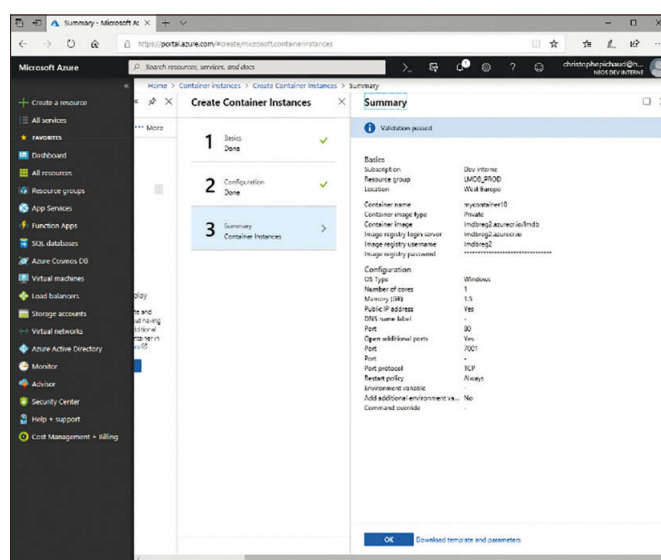 Summary - Microsoft Az
https://portal.azure.com/#create/microsoft.containerinstances
Microsoft Azure
Search resources, services, and docs
christophepichaud@h...
NEOS DEV INTERNE
Create a resource
All services
FAVORITES
Dashboard
All resources
Resource groups
App Services
Function Apps
SQL databases
Azure Cosmos DB
Virtual machines
Load balancers
Storage accounts
Virtual networks
Azure Active Directory
Monitor
Advisor
Security Center
Help + support
Cost Management + Billing
Home > Container instances > Create Container Instances > Summary
More
play
Create Container Instances
1 Basics
Done
2 Configuration
Done
3 Summary
Container Instances
Summary
Validation passed
Basics
Subscription Dev interne
Resource group LMDB_PROD
Location West Europe
Container name mycontainer10
Container image type Private
Container image lmdbreg2.azurecr.io/lmdb
Image registry login server lmdbreg2.azurecr.io
Image registry username lmdbreg2
Image registry password
Configuration
OS Type Windows
Number of cores 1
Memory (GB) 1.5
Public IP address Yes
DNS name label -
Port 80
Open additional ports Yes
Port 7001
Port -
Port protocol TCP
Restart policy Always
Environment variable -
Add additional environment va... No
Command override -
OK Download template and parameters